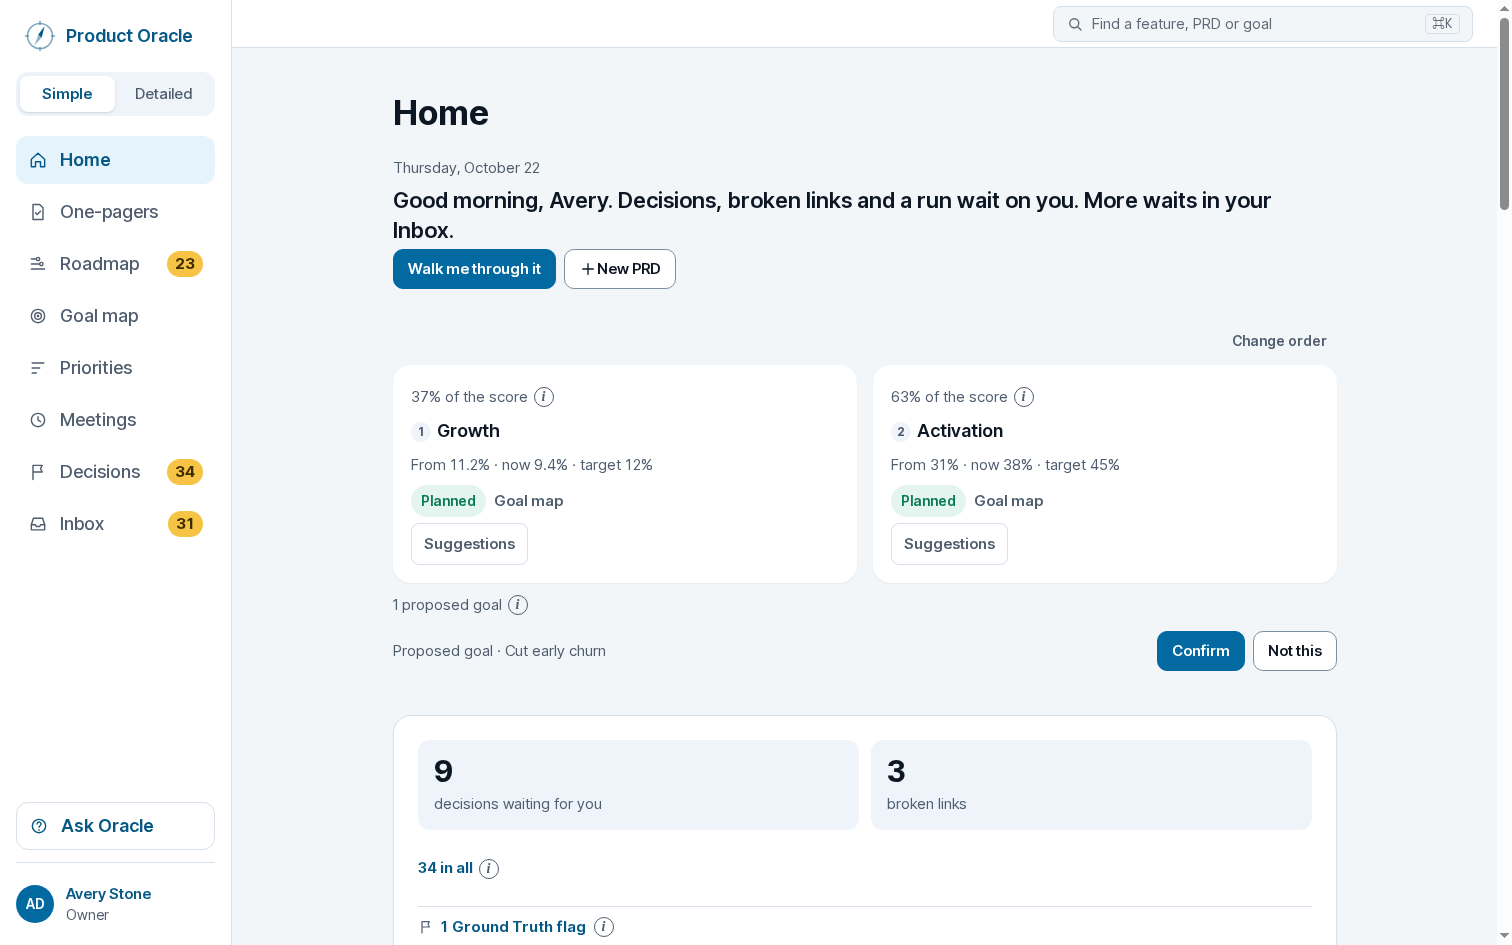 Product Oracle
Simple
Detailed
Home
One-pagers
Roadmap
23
Goal map
Priorities
Meetings
Decisions
34
Inbox
31
Ask Oracle
AD
Avery Stone
Owner
Find a feature, PRD or goal
⌘K
Home
Thursday, October 22
Good morning, Avery. Decisions, broken links and a run wait on you. More waits in your
Inbox.
Walk me through it
+ New PRD
Change order
37% of the score i
1 Growth
From 11.2% · now 9.4% · target 12%
Planned Goal map
Suggestions
63% of the score i
2 Activation
From 31% · now 38% · target 45%
Planned Goal map
Suggestions
1 proposed goal i
Proposed goal · Cut early churn
Confirm
Not this
9
decisions waiting for you
3
broken links
34 in all i
1 Ground Truth flag i